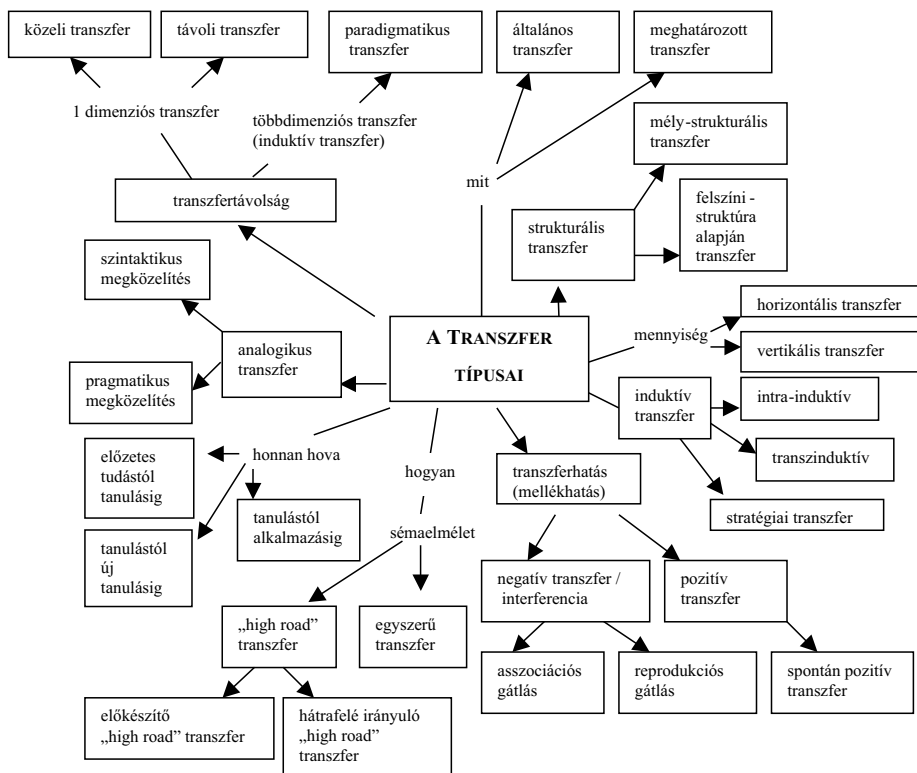 közeli transzfer
távoli transzfer
paradigmatikus
transzfer
általános
transzfer
meghatározott
transzfer
1 dimenziós transzfer
többdimenziós transzfer
(induktív transzfer)
mit
mély-strukturális
transzfer
transzfertávolság
strukturális
transzfer
felszíni -
struktúra
alapján
transzfer
szintaktikus
megközelítés
analogikus
transzfer
pragmatikus
megközelítés
A TRANSZFER
TÍPUSAI
mennyiség
horizontális transzfer
vertikális transzfer
induktív
transzfer
intra-induktív
transzinduktív
stratégiai transzfer
honnan hova
előzetes
tudástól
tanulásig
tanulástól
alkalmazásig
tanulástól
új
tanulásig
hogyan
sémaelmélet
transzferhatás
(mellékhatás)
„high road”
transzfer
egyszerű
transzfer
negatív transzfer /
interferencia
pozitív
transzfer
asszociációs
gátlás
reprodukciós
gátlás
spontán pozitív
transzfer
előkészítő
„high road” transzfer
hátrafelé irányuló
„high road”
transzfer